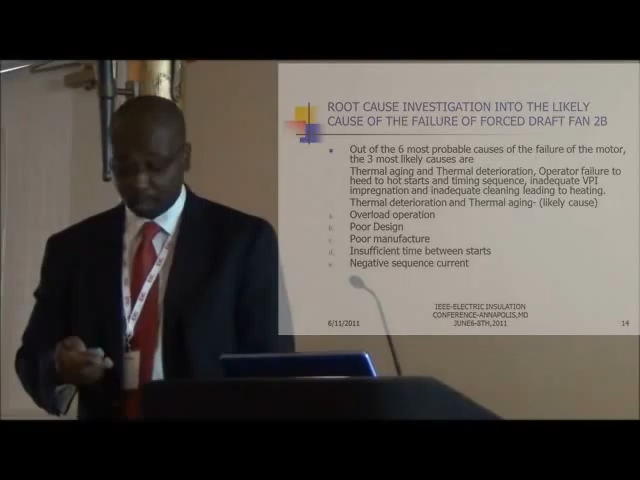 ROOT CAUSE INVESTIGATION INTO THE LIKELY
CAUSE OF THE FAILURE OF FORCED DRAFT FAN 2B
Out of the 6 most probable causes of the failure of the motor,
the 3 most likely causes are
Thermal aging and Thermal deterioration, Operator failure to
heed to hot starts and timing sequence, inadequate VPI
impregnation and inadequate cleaning leading to heating.
Thermal deterioration and Thermal aging- (likely cause)
a. Overload operation
b. Poor Design
c. Poor manufacture
d. Insufficient time between starts
e. Negative sequence current
6/11/2011
IEEE-ELECTRIC INSULATION
CONFERENCE-ANNAPOLIS,MD
JUNE6-8TH,2011
14